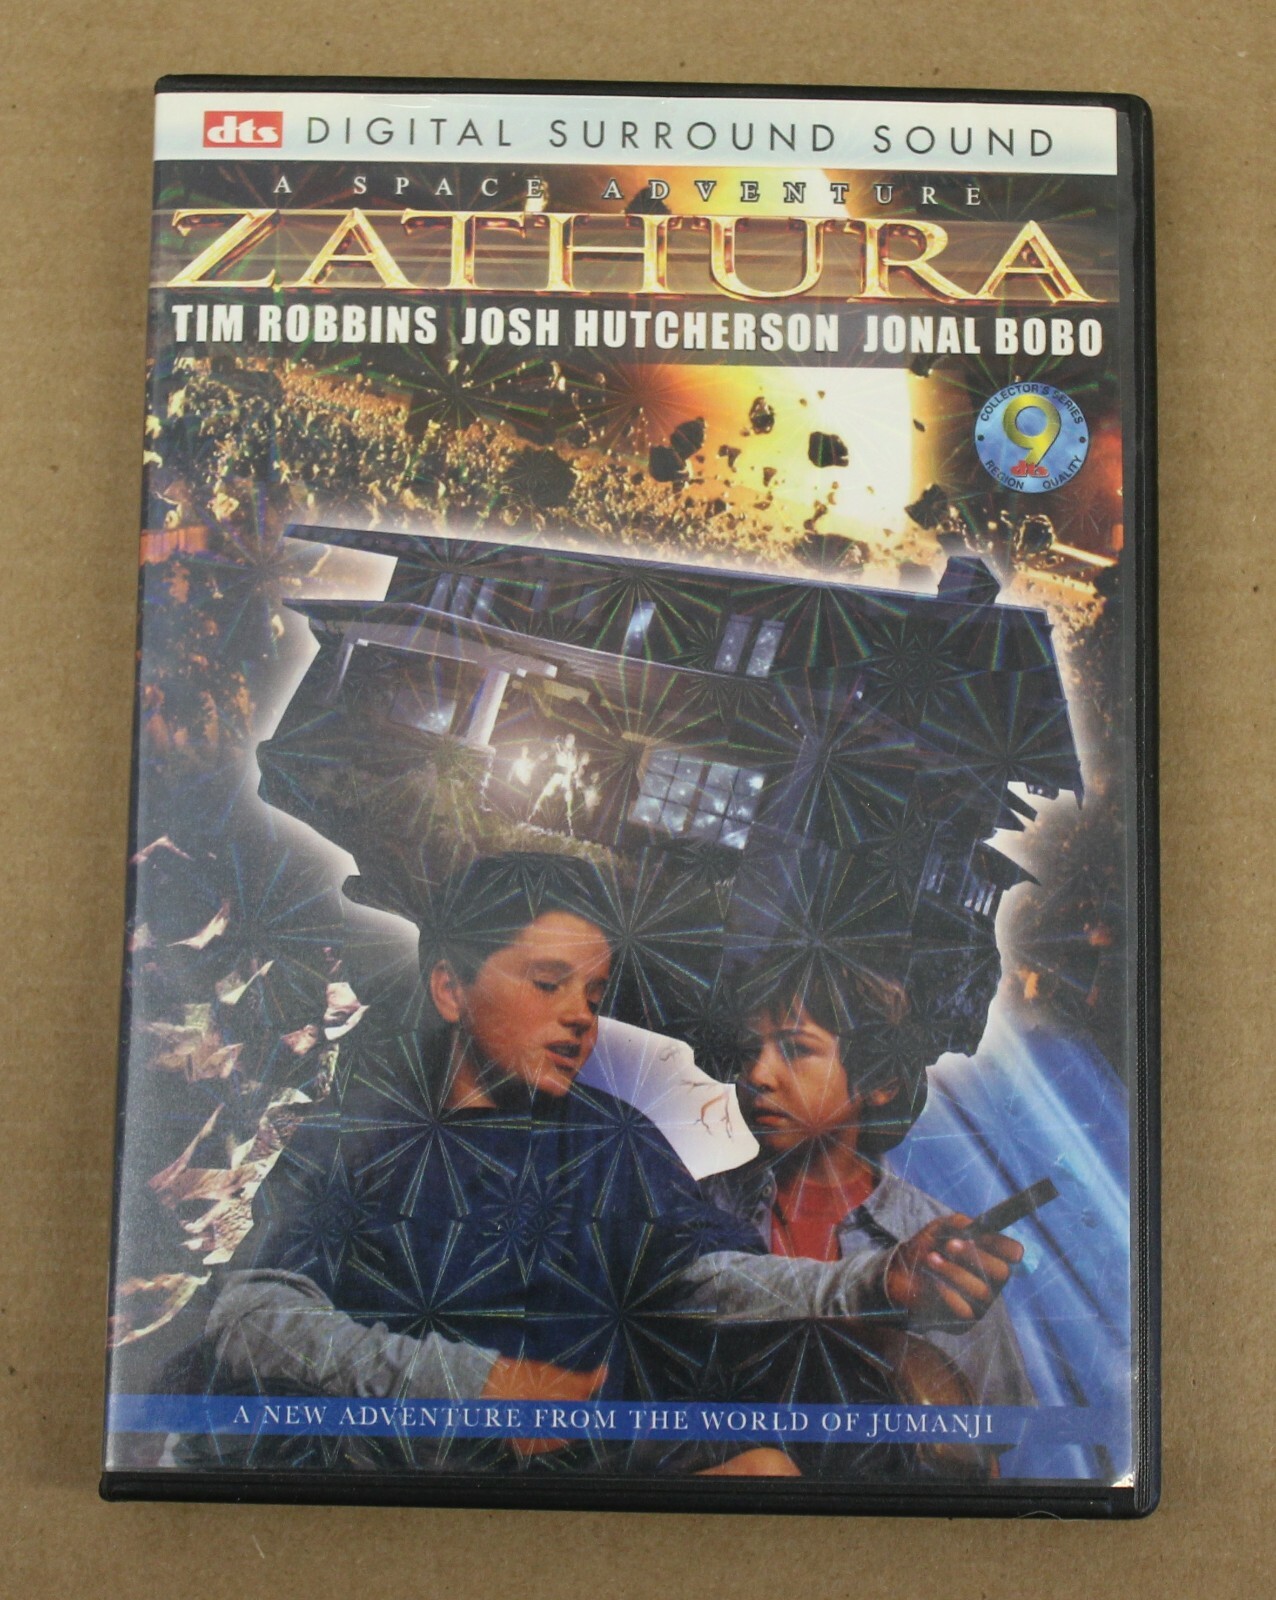 dts DIGITAL SURROUND SOUND
A SPACE ADVENTURE
ZATHURA
TIM ROBBINS JOSH HUTCHERSON JONAL BOBO
COLLECTOR'S SERIES
9
dts
REGION QUALITY
A NEW ADVENTURE FROM THE WORLD OF JUMANJI